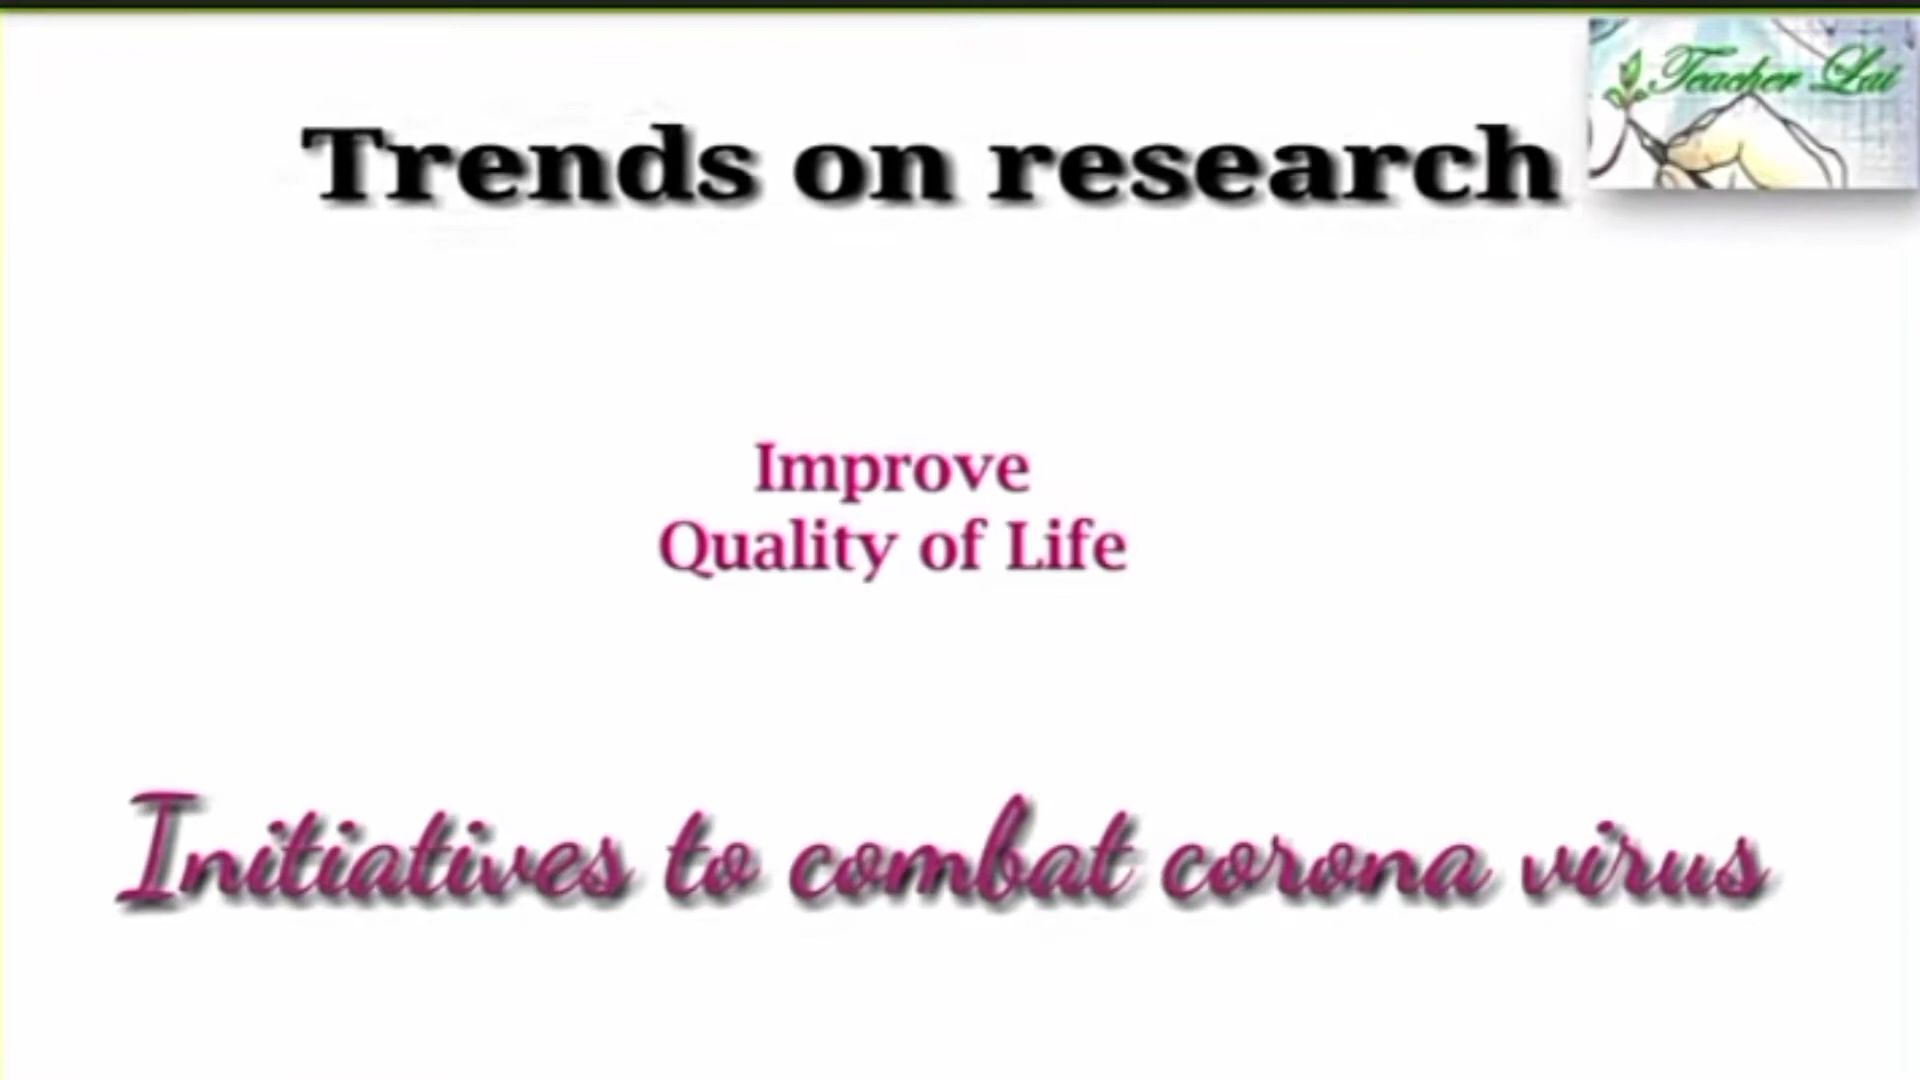 Teacher Lai
Trends on research
Improve
Quality of Life
Initiatives to combat corona virus